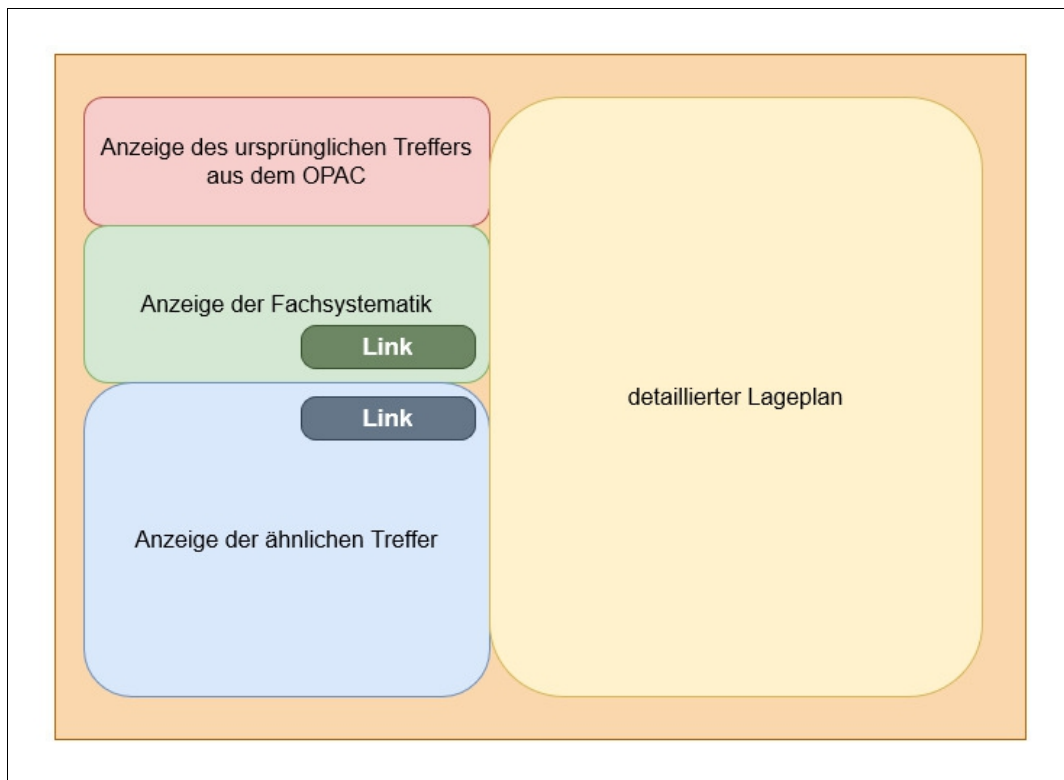 Anzeige des ursprünglichen Treffers
aus dem OPAC
Anzeige der Fachsystematik
Link
Link
Anzeige der ähnlichen Treffer
detaillierter Lageplan